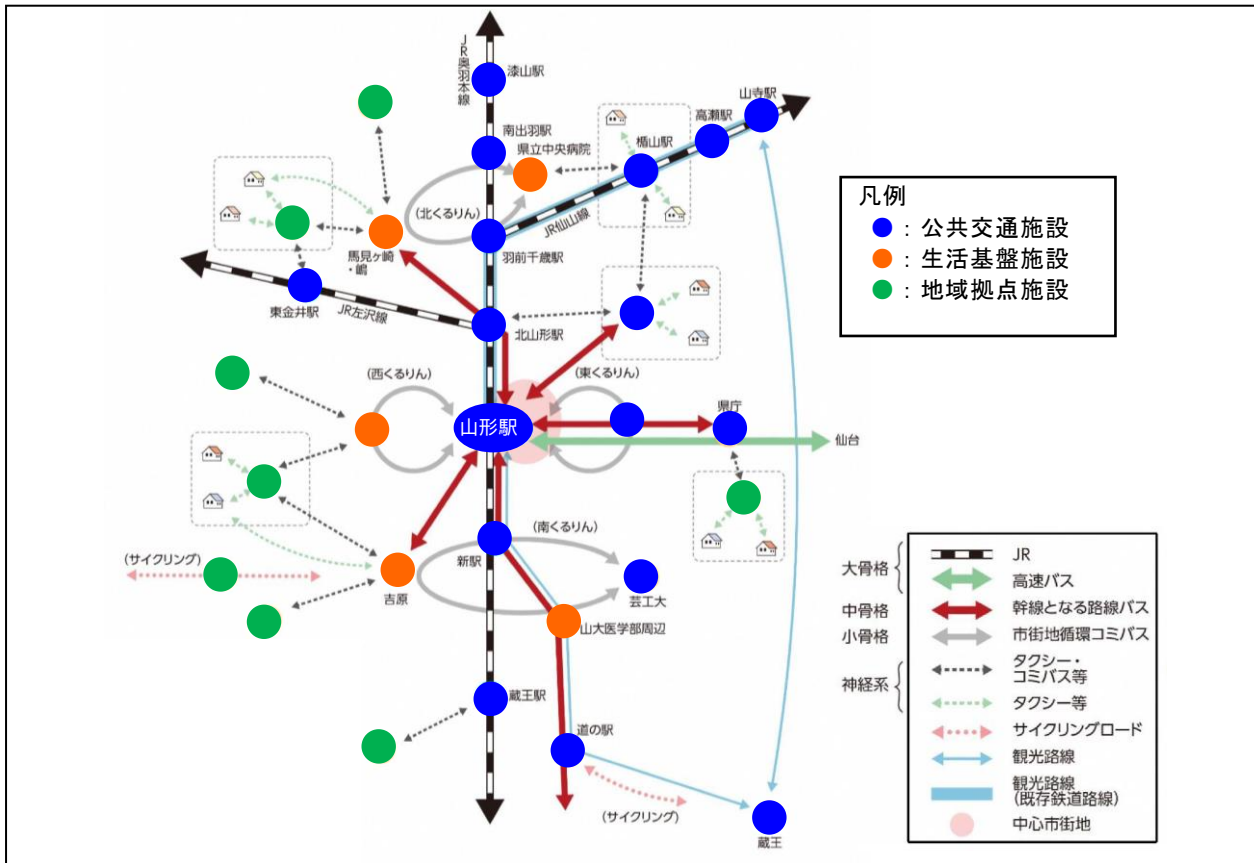 JR奥羽本線
漆山駅
山寺駅
高瀬駅
南出羽駅
県立中央病院
楯山駅
(北くるりん)
JR仙山線
羽前千歳駅
馬見ヶ崎
・嶋
東金井駅
JR左沢線
北山形駅
(西くるりん)
(東くるりん)
県庁
山形駅
仙台
(南くるりん)
新駅
(サイクリング)
吉原
芸工大
山大医学部周辺
蔵王駅
道の駅
(サイクリング)
蔵王
凡例
:公共交通施設
:生活基盤施設
:地域拠点施設
大骨格
JR
高速バス
中骨格
幹線となる路線バス
小骨格
市街地循環コミバス
神経系
タクシー・
コミバス等
タクシー等
サイクリングロード
観光路線
観光路線
(既存鉄道路線)
中心市街地